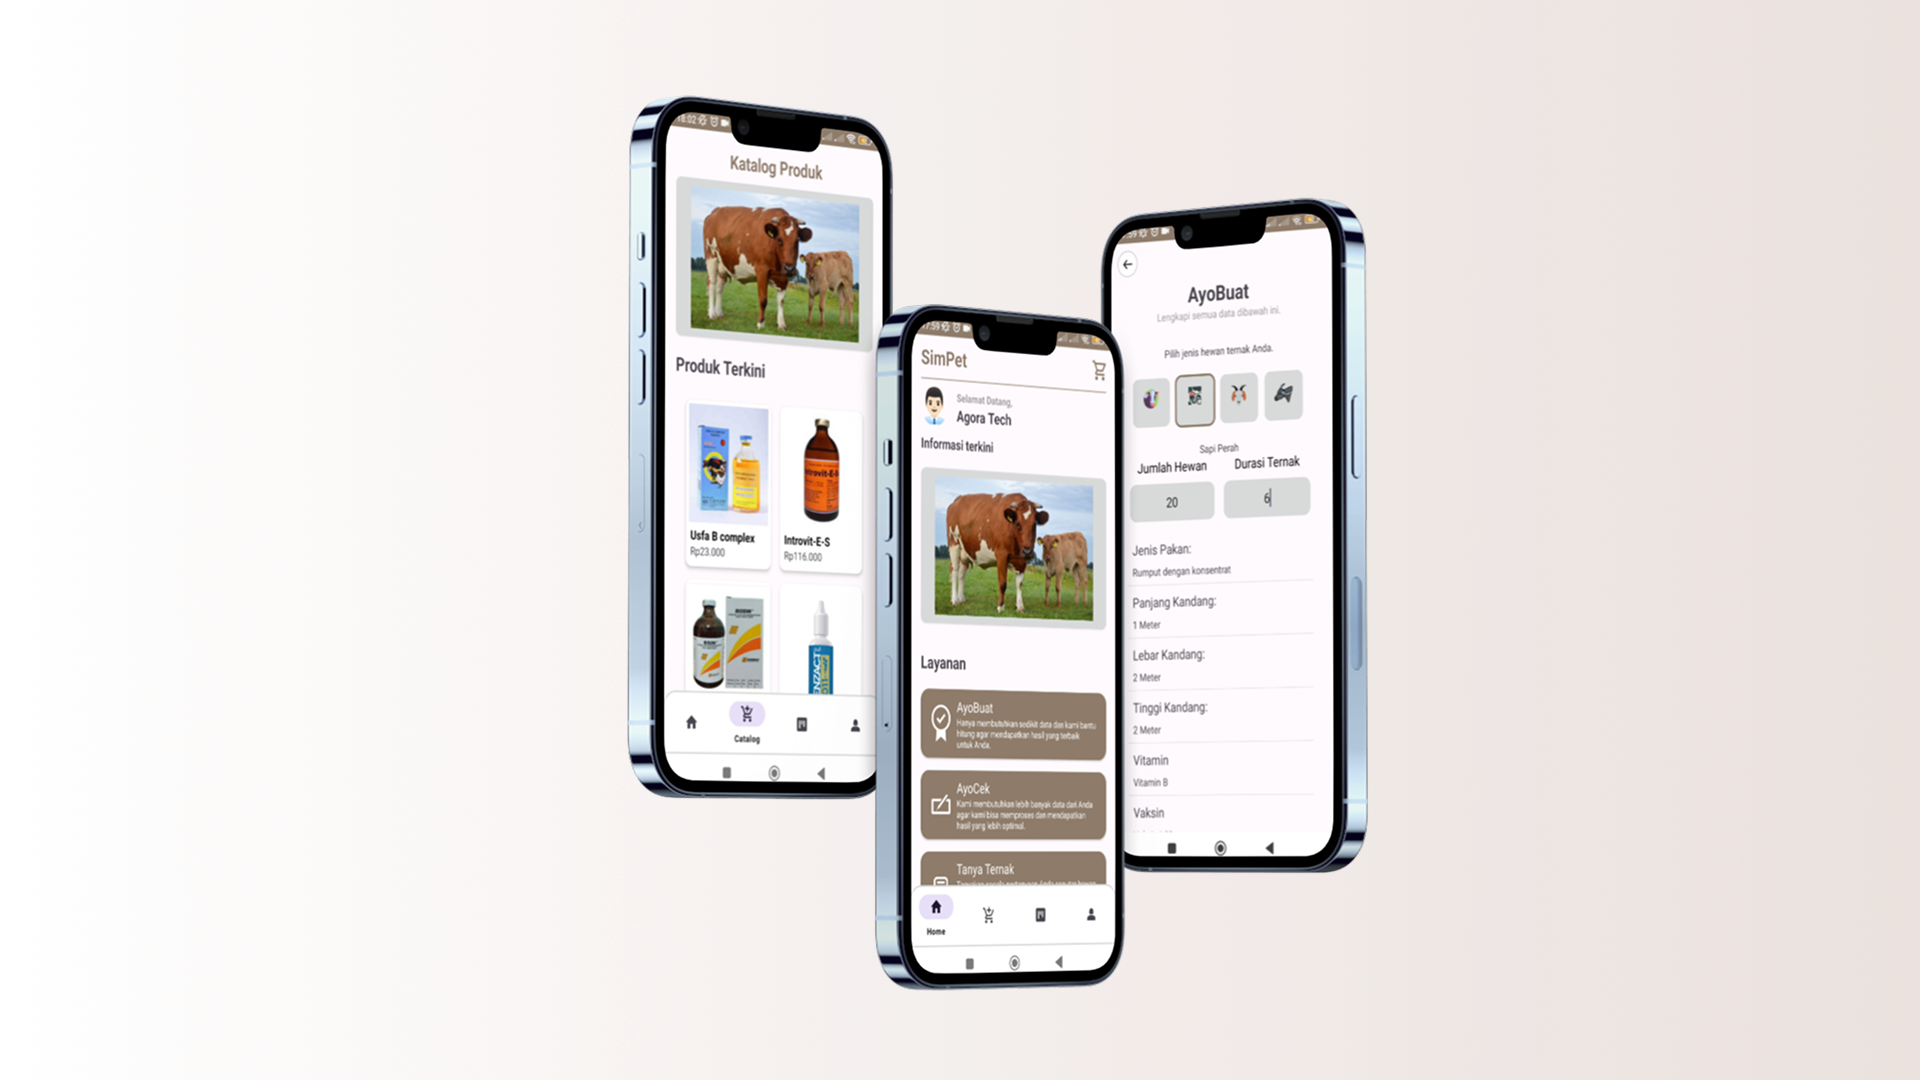 18:02
Katalog Produk
Produk Terkini
Usfa B complex
Rp23.000
Introvit-E-S
Rp116.000
Catalog
17:59
SimPet
Selamat Datang,
Agora Tech
Informasi terkini
Layanan
AyoBuat
Hanya membutuhkan sedikit data dan kami bantu
hitung agar mendapatkan hasil yang terbaik
untuk Anda.
AyoCek
Kami membutuhkan lebih banyak data dari Anda
agar kami bisa memproses dan mendapatkan
hasil yang lebih optimal.
Tanya Ternak
Home
AyoBuat
Lengkapi semua data dibawah ini.
Pilih jenis hewan ternak Anda.
Sapi Perah
Jumlah Hewan
Durasi Ternak
20
6
Jenis Pakan:
Rumput dengan konsentrat
Panjang Kandang:
1 Meter
Lebar Kandang:
2 Meter
Tinggi Kandang:
2 Meter
Vitamin
Vitamin B
Vaksin